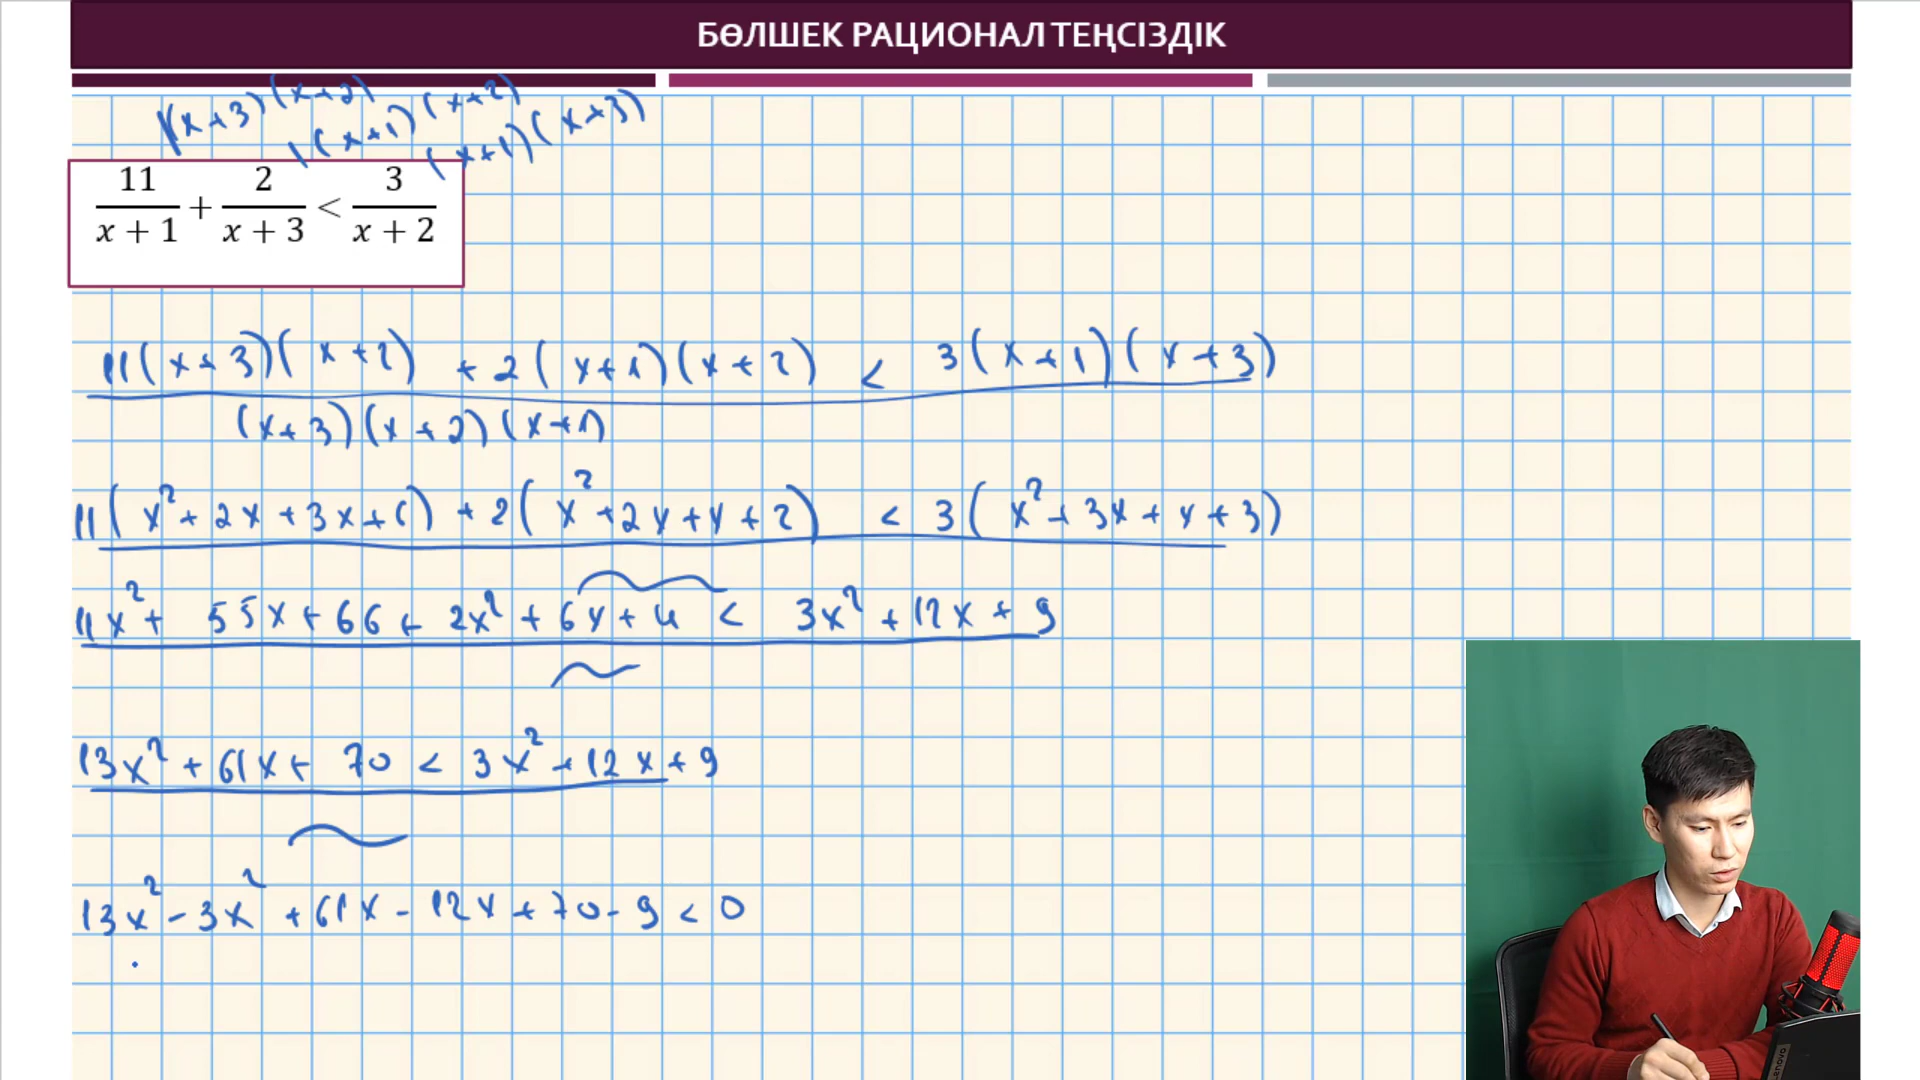 БӨЛШЕК РАЦИОНАЛ ТЕҢСІЗДІК
1(x+3)(x+2) 1(x+1)(x+2) (x+1)(x+3)
11/(x + 1) + 2/(x + 3) < 3/(x + 2)
11(x+3)(x+2) + 2(x+1)(x+2) < 3(x+1)(x+3)
(x+3)(x+2)(x+1)
11(x²+2x+3x+6) + 2(x²+2x+x+2) < 3(x²+3x+x+3)
11x²+55x+66+2x²+6x+4 < 3x²+12x+9
13x²+61x+70 < 3x²+12x+9
13x²-3x²+61x-12x+70-9 < 0
Lenovo